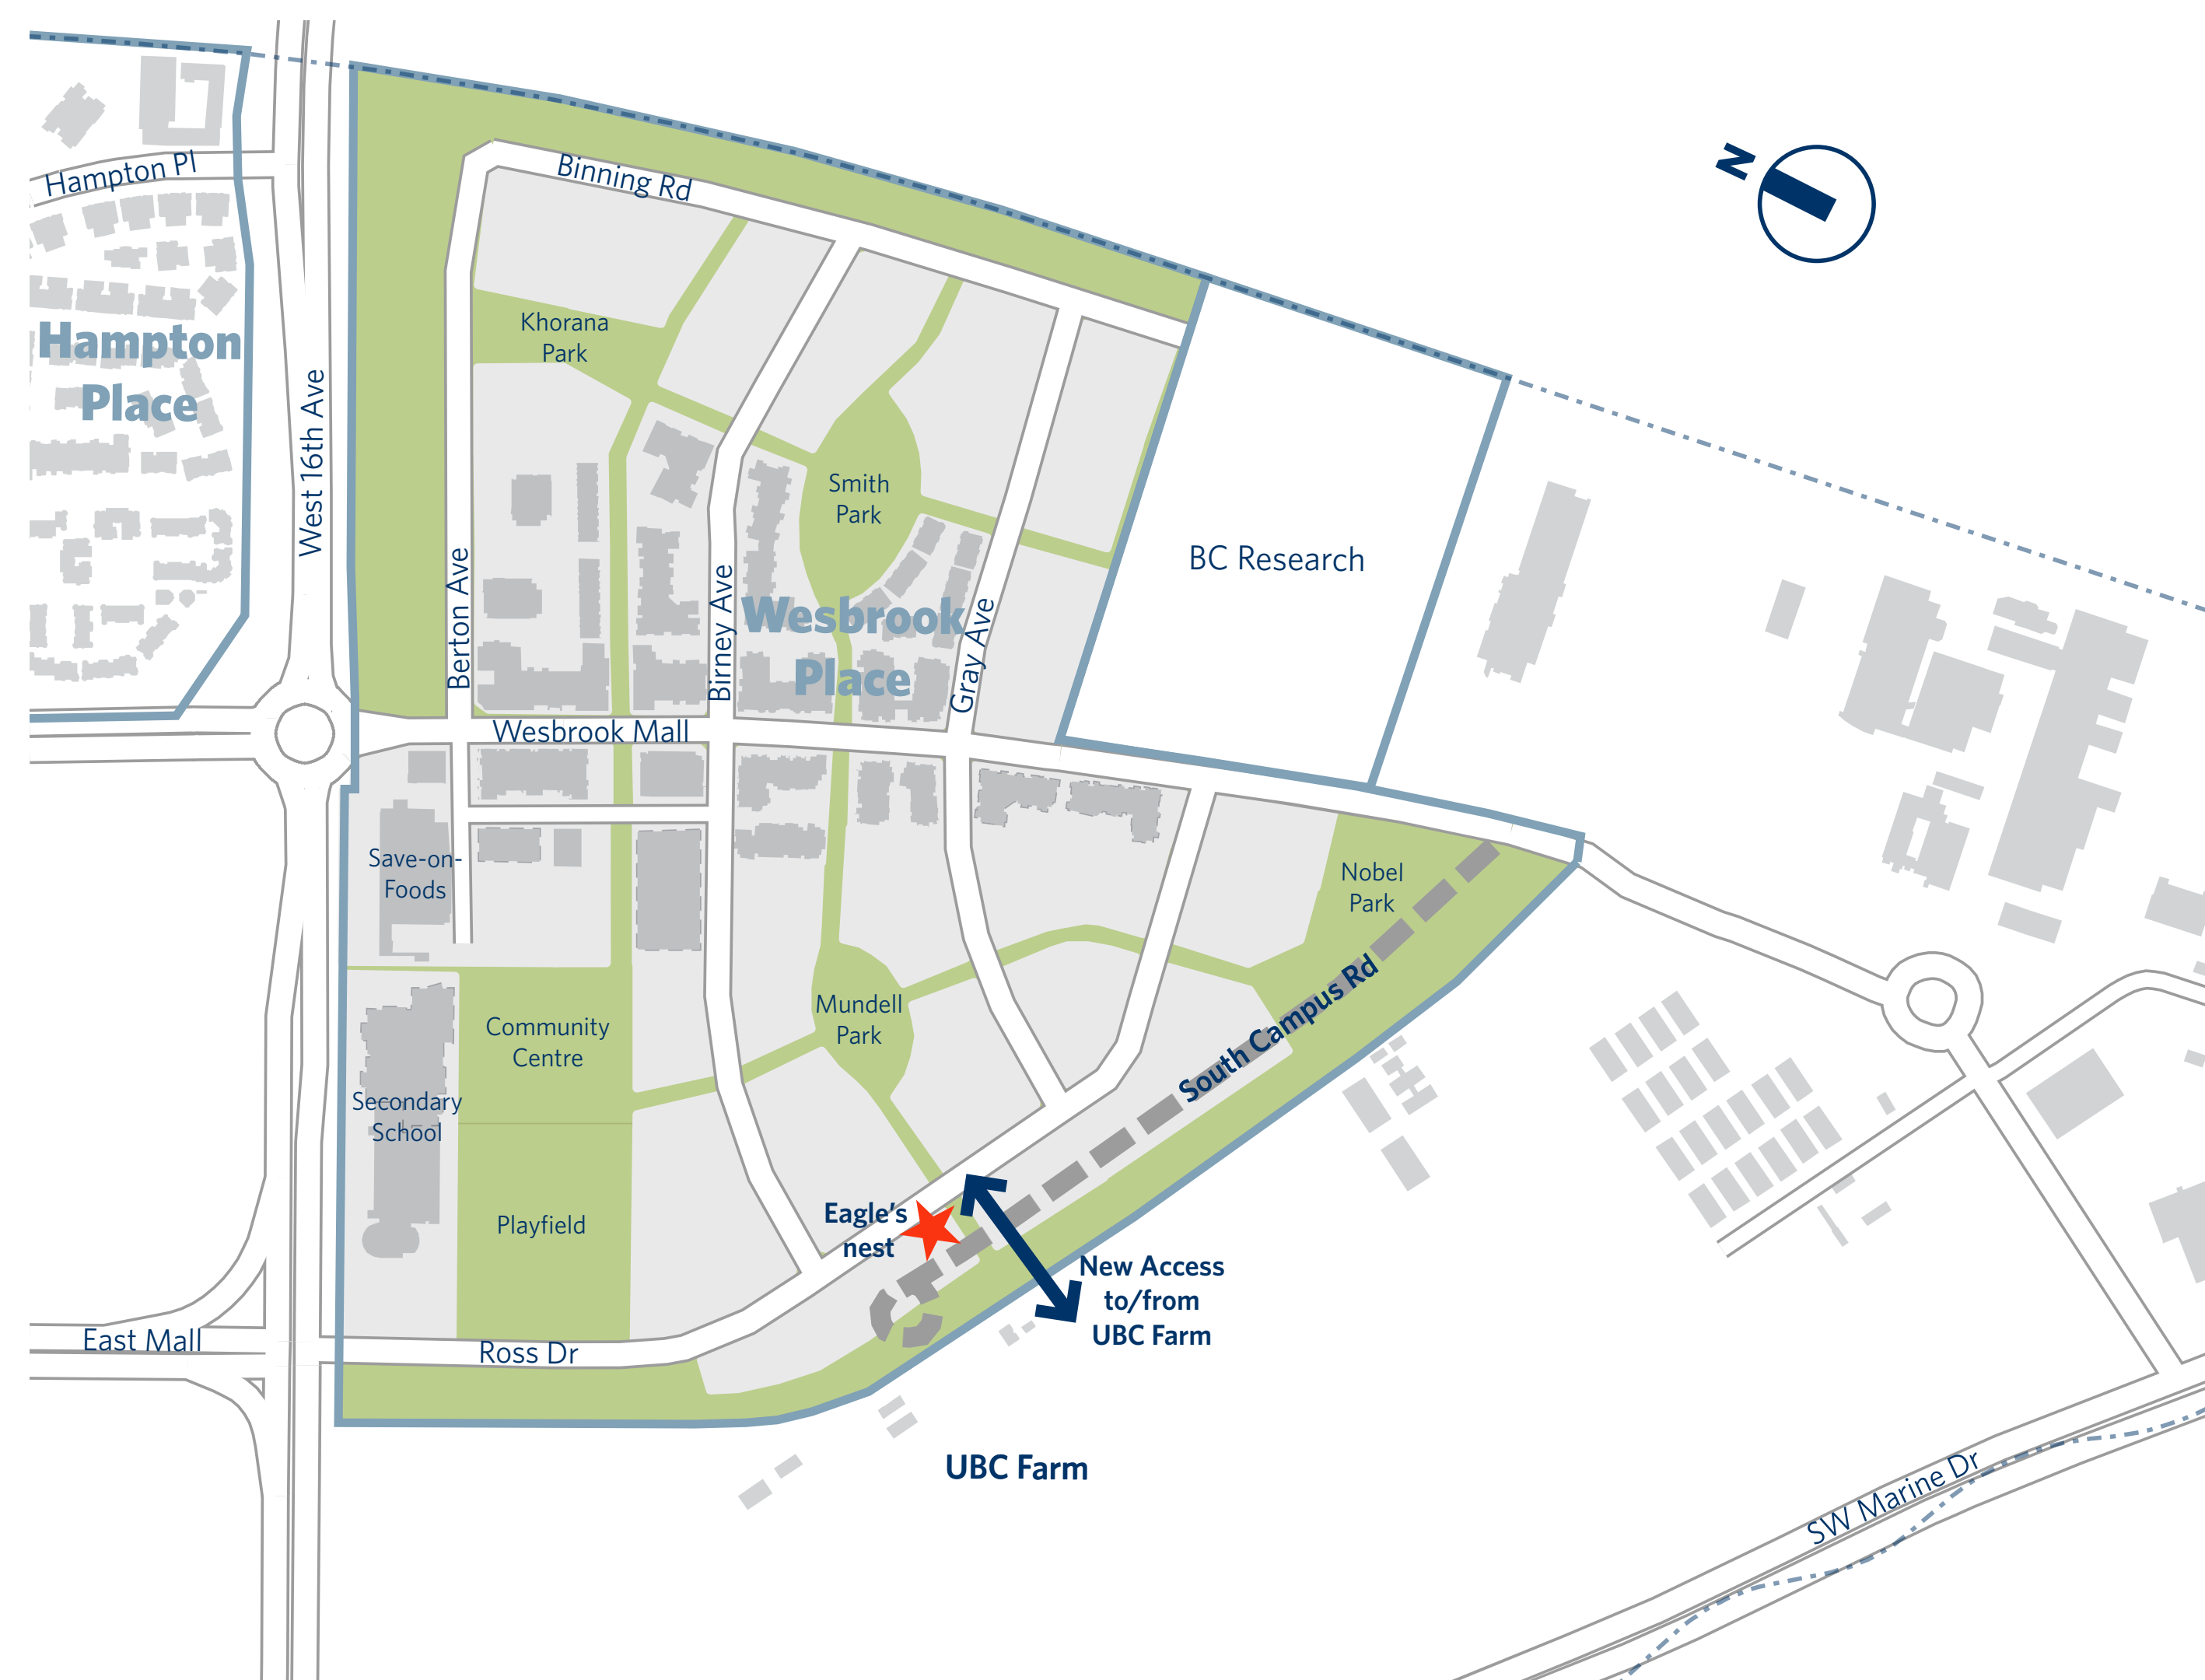 N
Hampton Pl
Binning Rd
Hampton
Place
Khorana
Park
West 16th Ave
Smith
Park
BC Research
Berton Ave
Birney Ave
Wesbrook
Place
Gray Ave
Wesbrook Mall
Save-on-
Foods
Nobel
Park
Community
Centre
Mundell
Park
South Campus Rd
Secondary
School
Playfield
Eagle's
nest
New Access
to/from
UBC Farm
East Mall
Ross Dr
UBC Farm
SW Marine Dr